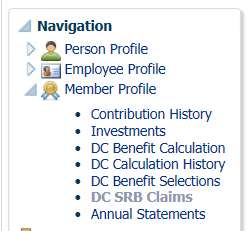 Navigation
Person Profile
Employee Profile
Member Profile
Contribution History
Investments
DC Benefit Calculation
DC Calculation History
DC Benefit Selections
DC SRB Claims
Annual Statements